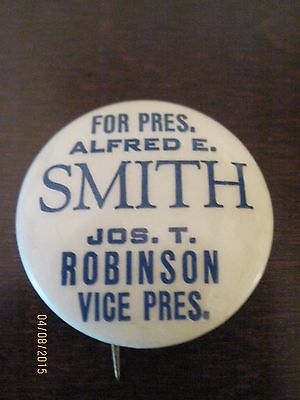 FOR PRES.
ALFRED E.
SMITH
JOS. T.
ROBINSON
VICE PRES.
04/08/2015